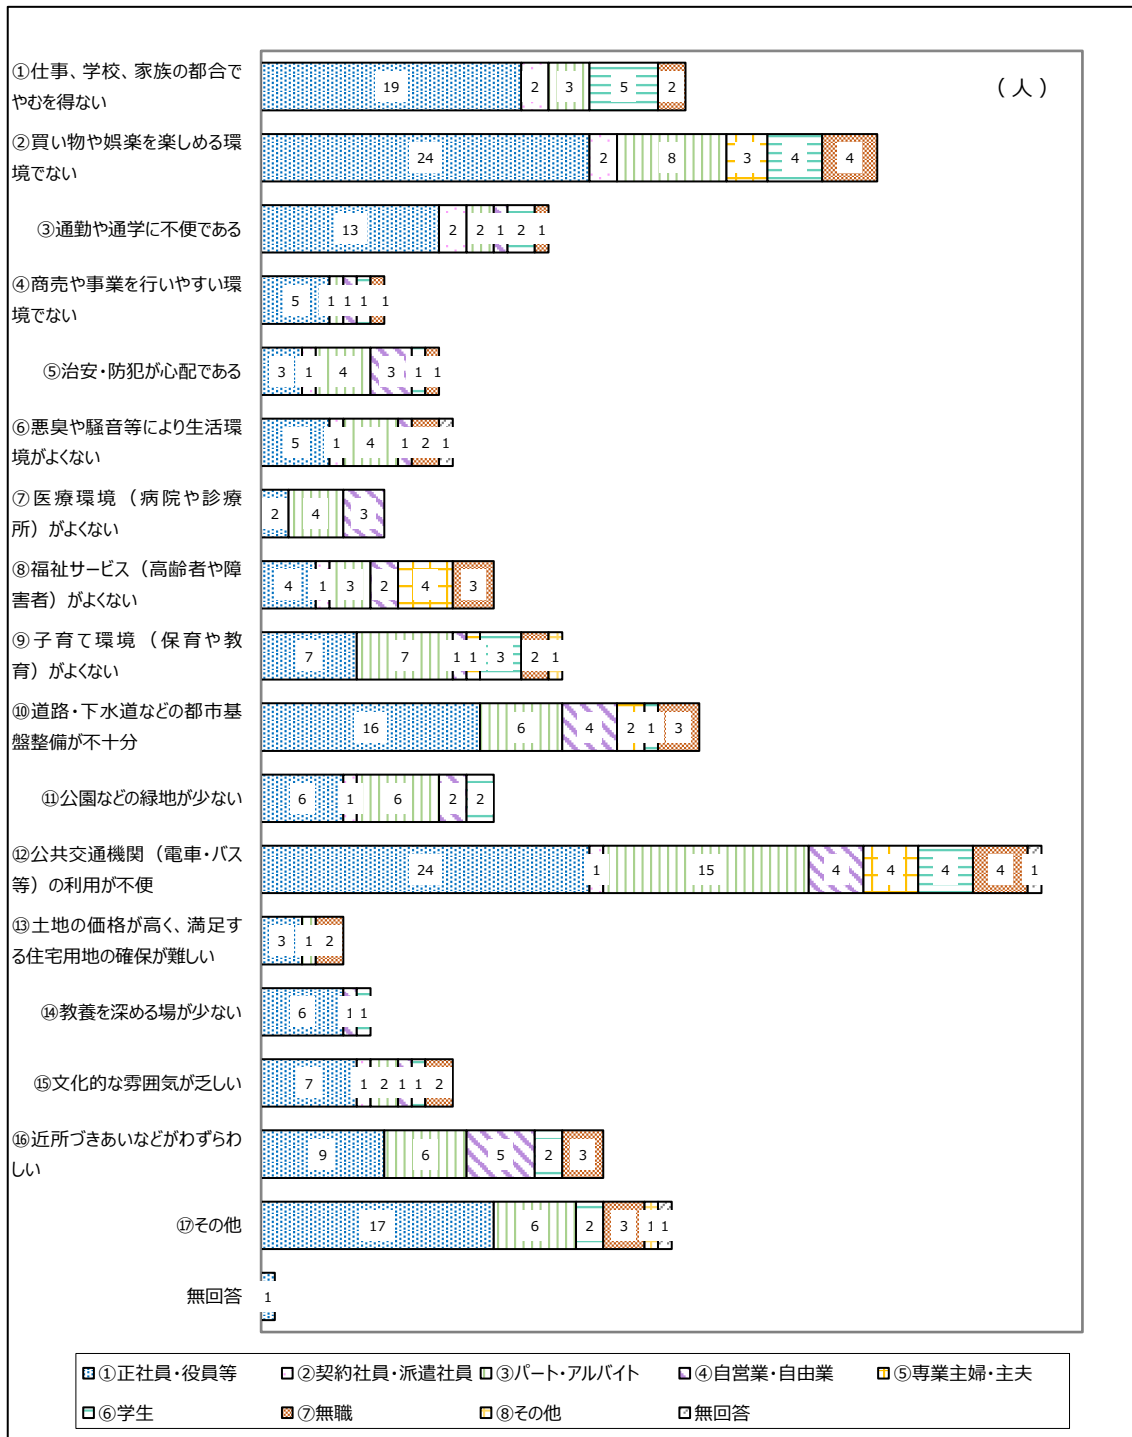 ①仕事、学校、家族の都合で
やむを得ない
19 2 3 5 2
(人)
②買い物や娯楽を楽しめる環
境でない
24 2 8 3 4 4
③通勤や通学に不便である
13 2 2 1 2 1
④商売や事業を行いやすい環
境でない
5 1 1 1 1
⑤治安・防犯が心配である
3 1 4 3 1 1
⑥悪臭や騒音等により生活環
境がよくない
5 1 4 1 2 1
⑦医療環境（病院や診療
所）がよくない
2 4 3
⑧福祉サービス（高齢者や障
害者）がよくない
4 1 3 2 4 3
⑨子育て環境（保育や教
育）がよくない
7 7 1 1 3 2 1
⑩道路・下水道などの都市基
盤整備が不十分
16 6 4 2 1 3
⑪公園などの緑地が少ない
6 1 6 2 2
⑫公共交通機関（電車・バス
等）の利用が不便
24 1 15 4 4 4 4 1
⑬土地の価格が高く、満足す
る住宅用地の確保が難しい
3 1 2
⑭教養を深める場が少ない
6 1 1
⑮文化的な雰囲気が乏しい
7 1 2 1 1 2
⑯近所づきあいなどがわずらわ
しい
9 6 5 2 3
⑰その他
17 6 2 3 1 1
無回答
1
①正社員・役員等 ②契約社員・派遣社員 ③パート・アルバイト ④自営業・自由業 ⑤専業主婦・主夫
⑥学生 ⑦無職 ⑧その他 無回答